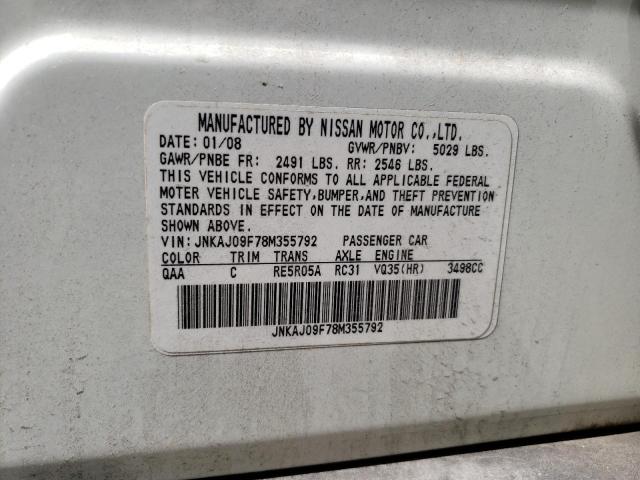 MANUFACTURED BY NISSAN MOTOR CO.,LTD.
DATE: 01/08 GVWR/PNBV: 5029 LBS.
GAWR/PNBE FR: 2491 LBS. RR: 2546 LBS.
THIS VEHICLE CONFORMS TO ALL APPLICABLE FEDERAL
MOTER VEHICLE SAFETY,BUMPER,AND THEFT PREVENTION
STANDARDS IN EFFECT ON THE DATE OF MANUFACTURE
SHOWN ABOVE.
VIN: JNKAJ09F78M355792 PASSENGER CAR
COLOR TRIM TRANS AXLE ENGINE
QAA C RE5R05A RC31 VQ35(HR) 3498CC
JNKAJ09F78M355792